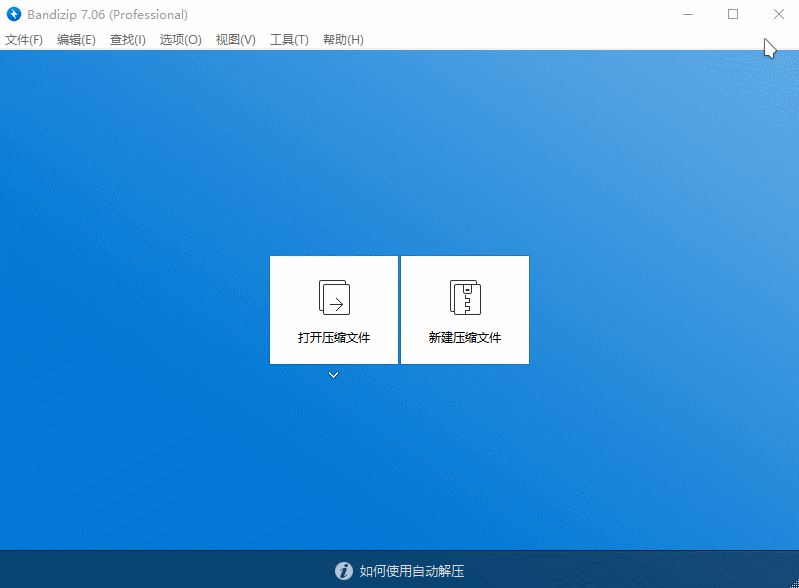 Bandizip 7.06 (Professional)
文件(F) 编辑(E) 查找(I) 选项(O) 视图(V) 工具(T) 帮助(H)
打开压缩文件 新建压缩文件
如何使用自动解压